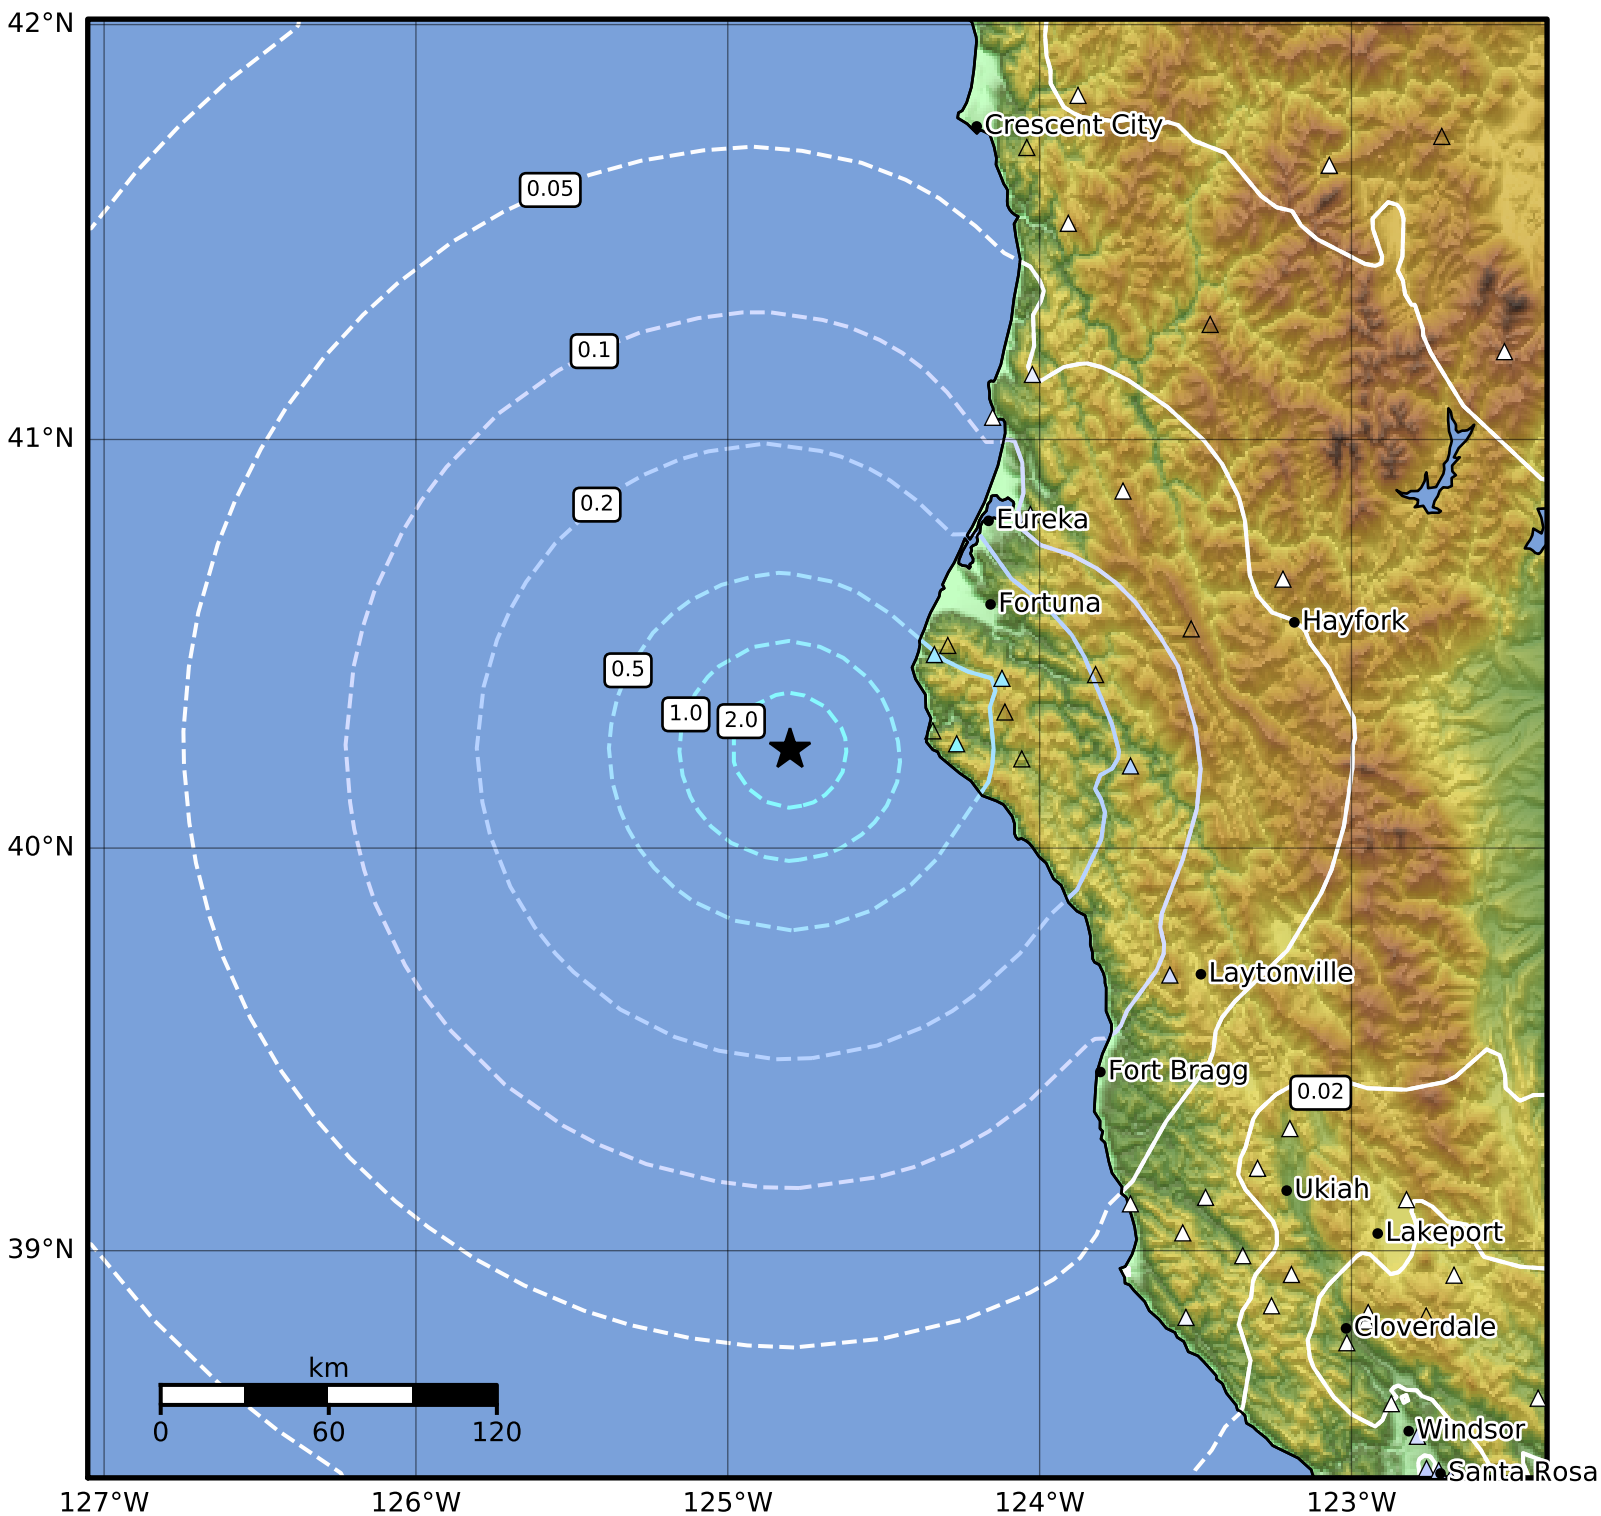 42°N
Crescent City
0.05
0.1
41°N
0.2
Eureka
Fortuna
Hayfork
0.5
1.0
2.0
40°N
Laytonville
Fort Bragg
0.02
Ukiah
Lakeport
39°N
Cloverdale
km
0 60 120
Windsor
Santa Rosa
127°W 126°W 125°W 124°W 123°W